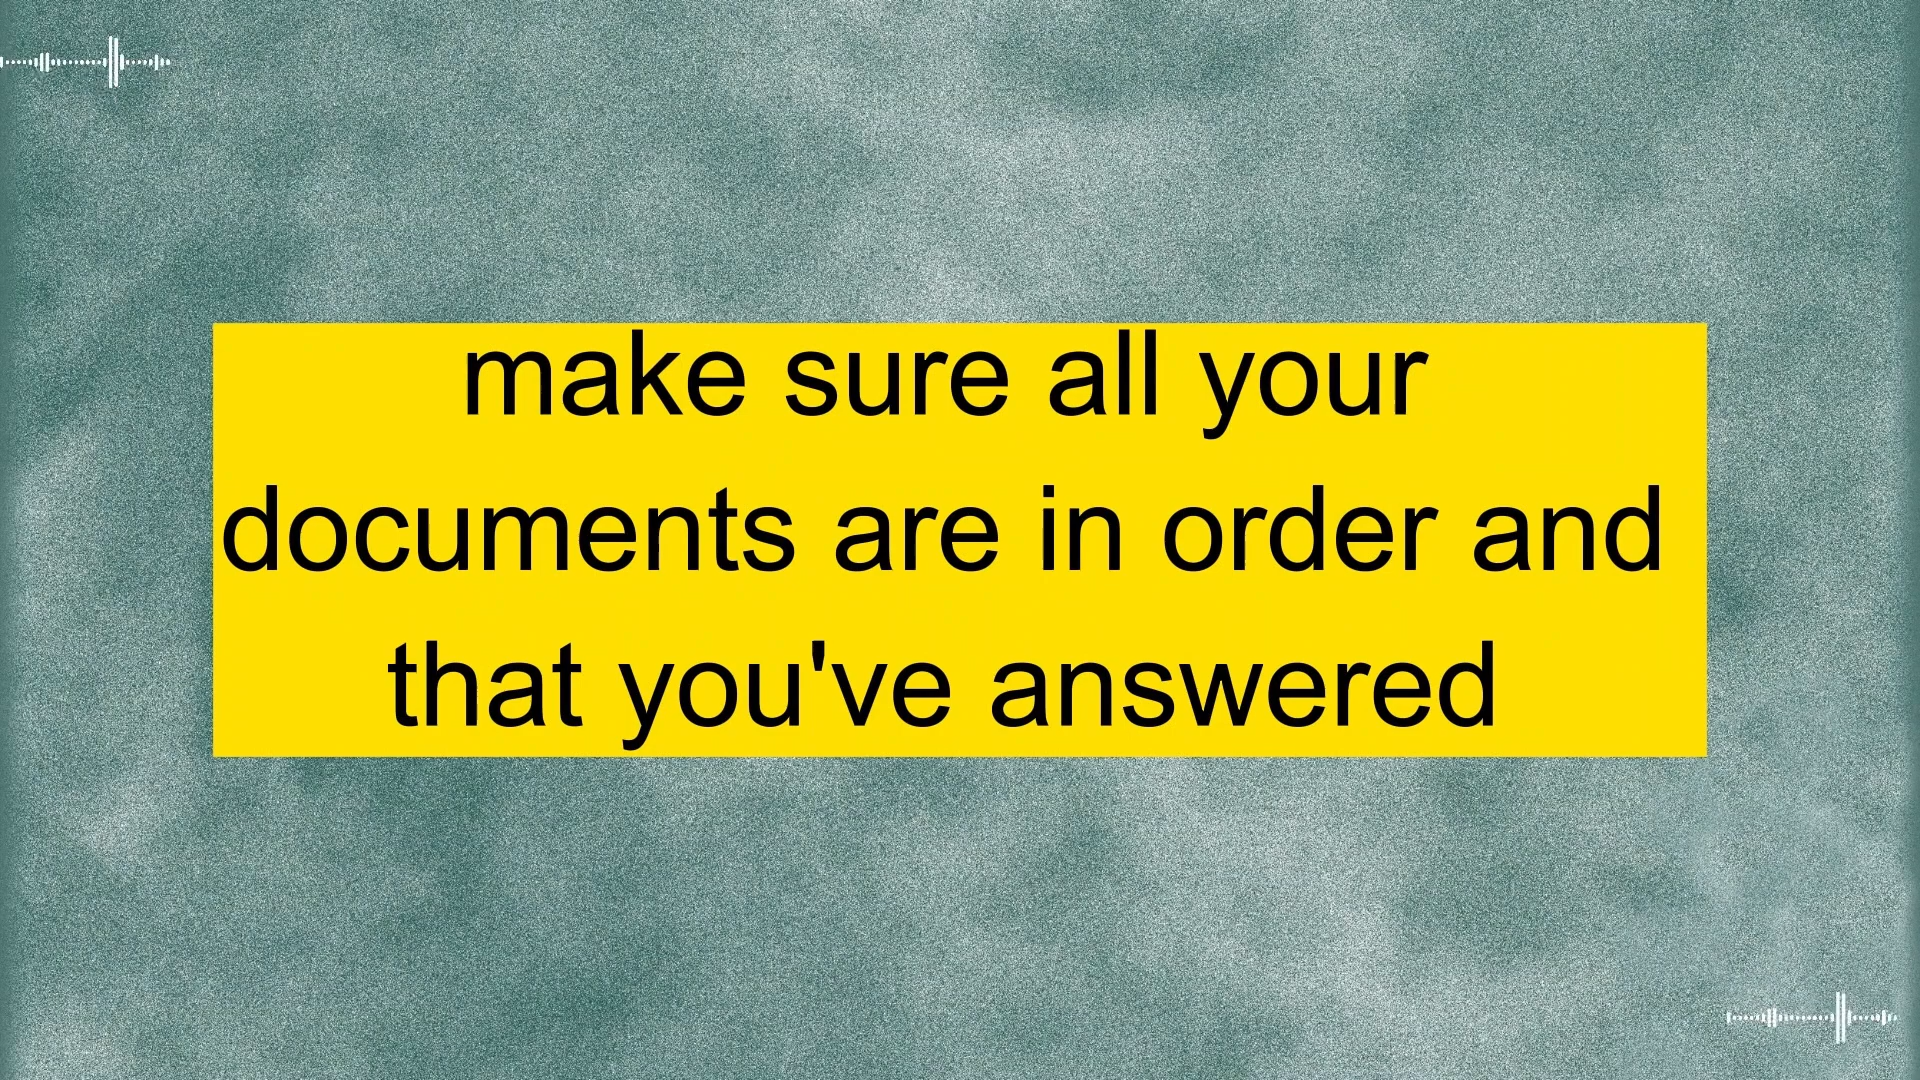 make sure all your
documents are in order and
that you've answered